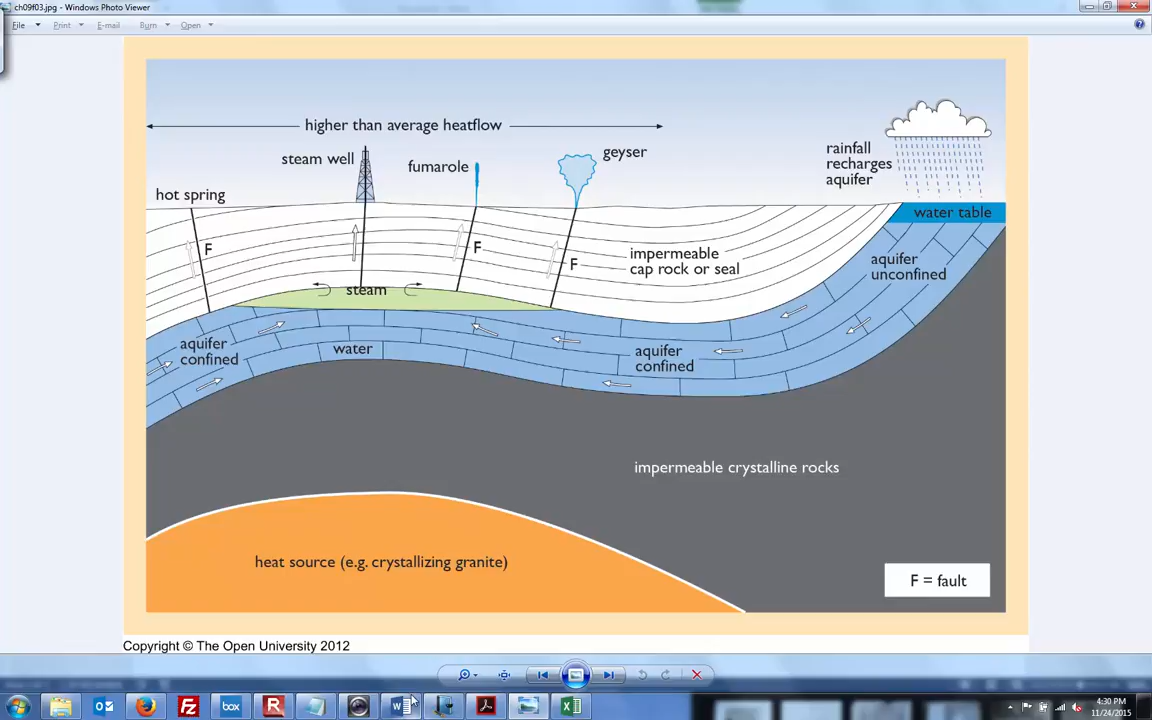 ch09f03.jpg - Windows Photo Viewer
File Print E-mail Burn Open
higher than average heatflow
steam well
fumarole
geyser
hot spring
rainfall
recharges
aquifer
water table
F
F
F
impermeable
cap rock or seal
aquifer
unconfined
steam
aquifer
confined
water
aquifer
confined
impermeable crystalline rocks
heat source (e.g. crystallizing granite)
F = fault
Copyright © The Open University 2012
box
4:30 PM
11/24/2015